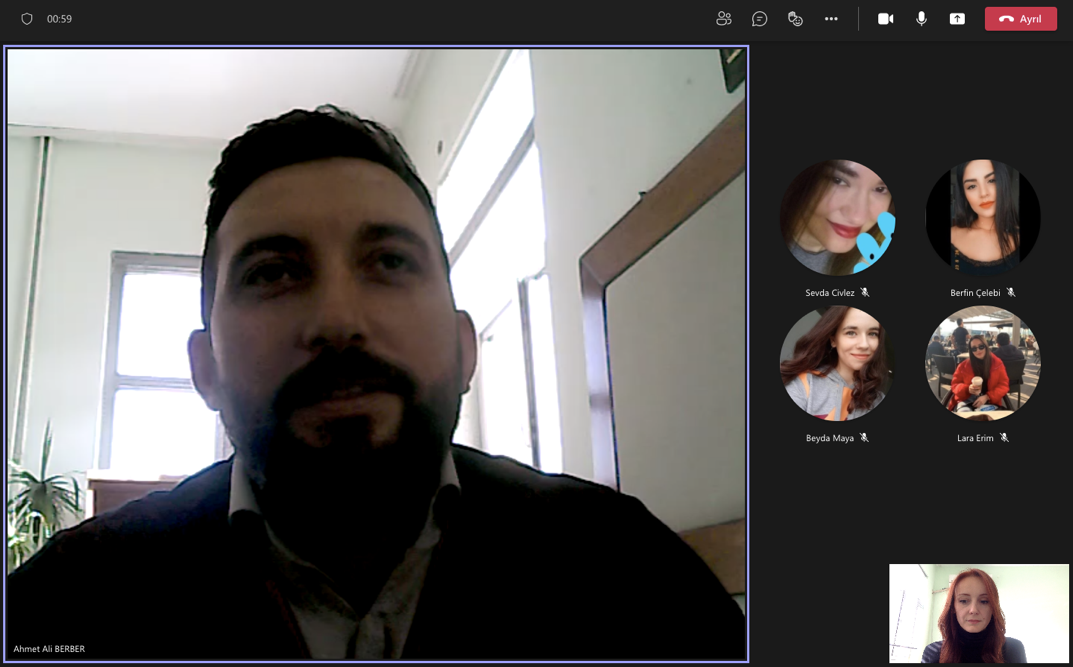 00:59
Ayrıl
Sevda Civlez
Berfin Çelebi
Beyda Maya
Lara Erim
Ahmet Ali BERBER